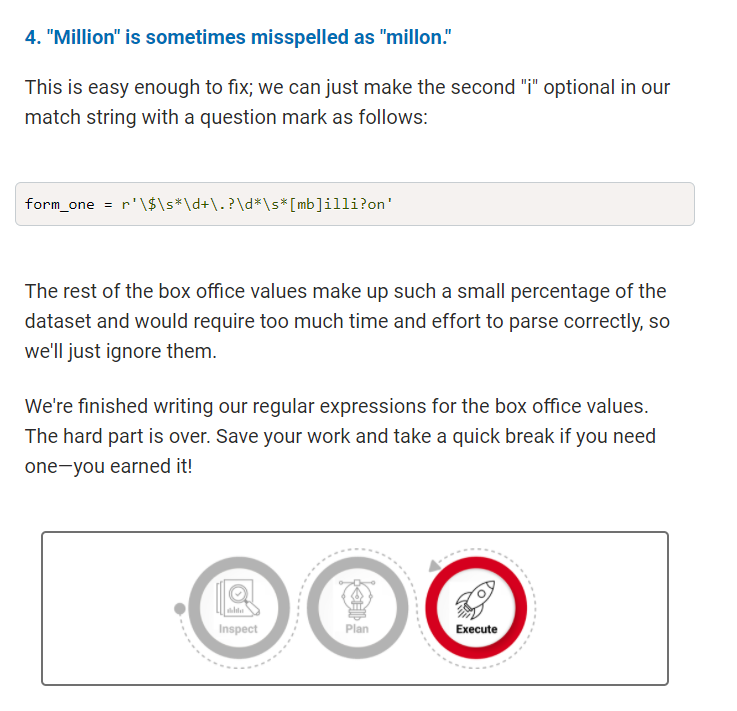 4. "Million" is sometimes misspelled as "millon."
This is easy enough to fix; we can just make the second "i" optional in our
match string with a question mark as follows:
form_one = r'\$\s*\d+\.?\d*\s*[mb]illi?on'
The rest of the box office values make up such a small percentage of the
dataset and would require too much time and effort to parse correctly, so
we'll just ignore them.
We're finished writing our regular expressions for the box office values.
The hard part is over. Save your work and take a quick break if you need
one—you earned it!
Inspect
Plan
Execute